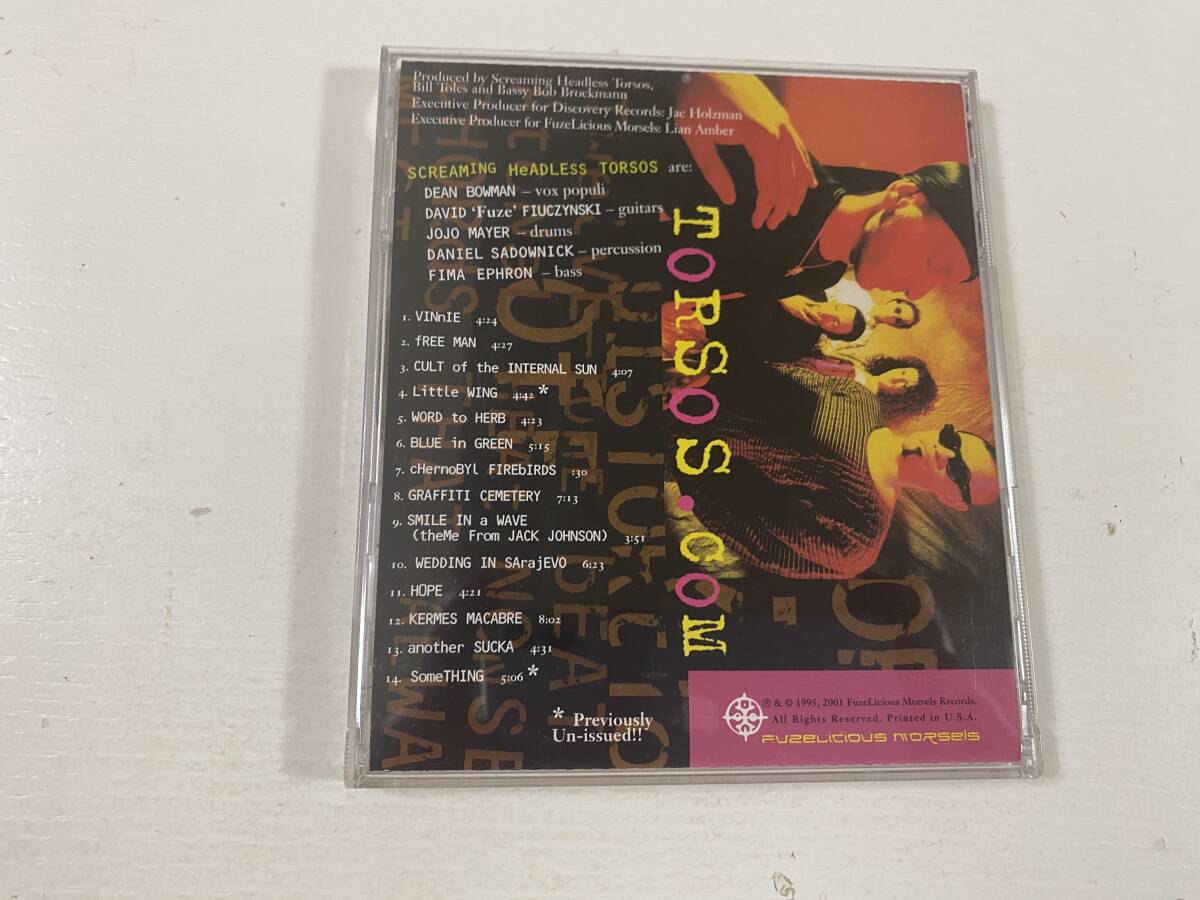 Produced by Screaming Headless Torsos,
Bill Toles and Bassy Bob Brockmann
Executive Producer for Discovery Records: Jac Holzman
Executive Producer for FuzeLicious Morsels: Lian Amber
SCREAMING HeADLESS TORSOS are:
DEAN BOWMAN – vox populi
DAVID ‘Fuze’ FIUCZYNSKI – guitars
JOJO MAYER – drums
DANIEL SADOWNICK – percussion
FIMA EPHRON – bass
1. VINnIE 4:24
2. fREE MAN 4:27
3. CULT of the INTERNAL SUN 4:07
4. Little WING 4:42 *
5. WORD to HERB 4:23
6. BLUE in GREEN 5:15
7. cHernoBYl FIREbIRDS :30
8. GRAFFITI CEMETERY 7:13
9. SMILE IN a WAVE
(theMe From JACK JOHNSON) 3:51
10. WEDDING IN SArajEVO 6:23
11. HOPE 4:21
12. KERMES MACABRE 8:02
13. another SUCKA 4:31
14. SomeTHING 5:06 *
* Previously
Un-issued!!
TORSOS.COM
℗ & © 1995, 2001 FuzeLicious Morsels Records.
All Rights Reserved. Printed in U.S.A.
FUZELICIOUS MORSELS